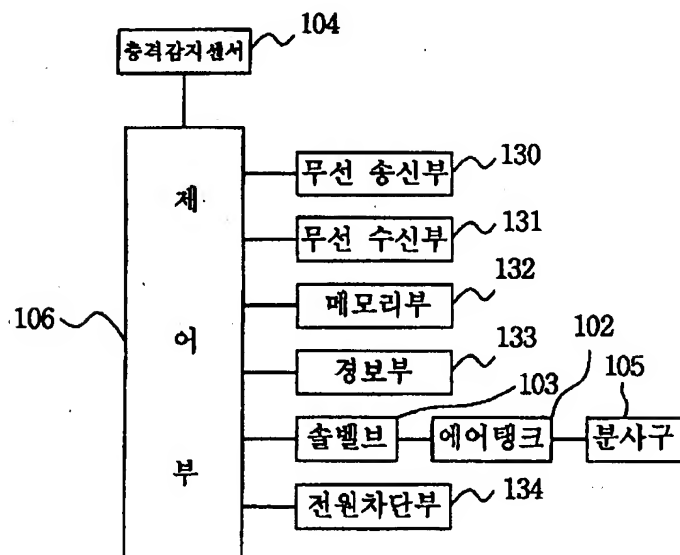 104
충격감지센서
제어부
106
무선 송신부
130
무선 수신부
131
메모리부
132
경보부
133
솔벨브
103
에어탱크
102
분사구
105
전원차단부
134